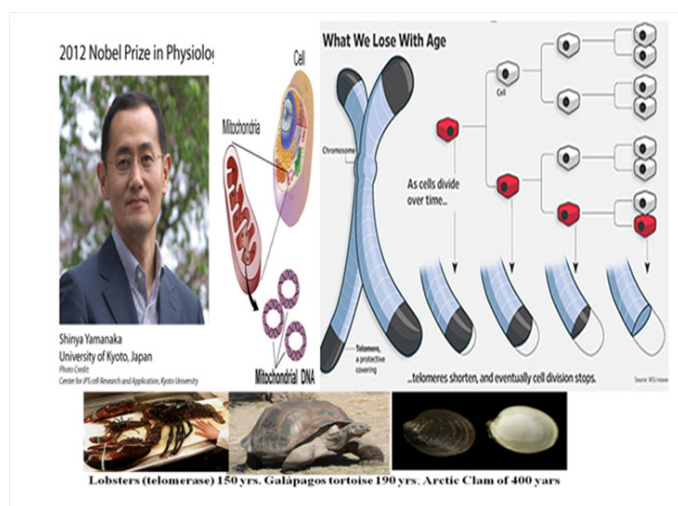 2012 Nobel Prize in Physiolog
Shinya Yamanaka
University of Kyoto, Japan
Photo Credit:
Center for iPS cell Research and Application, Kyoto University
Cell
Mitochondria
Mitochondrial DNA
What We Lose With Age
Cell
Chromosome
As cells divide
over time...
Telomere,
a protective
covering
...telomeres shorten, and eventually cell division stops.
Source:
Lobsters (telomerase) 150 yrs. Galápagos tortoise 190 yrs. Arctic Clam of 400 yars